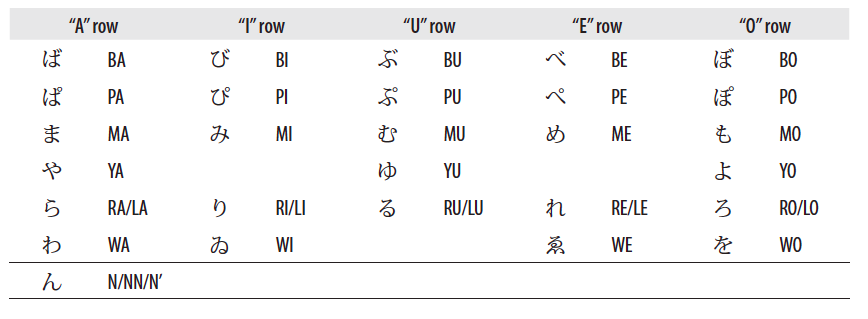 “A” row “I” row “U” row “E” row “O” row
ば BA び BI ぶ BU べ BE ぼ BO
ぱ PA ぴ PI ぷ PU ぺ PE ぽ PO
ま MA み MI む MU め ME も MO
や YA ゆ YU よ YO
ら RA/LA り RI/LI る RU/LU れ RE/LE ろ RO/LO
わ WA ゐ WI ゑ WE を WO
ん N/NN/N’